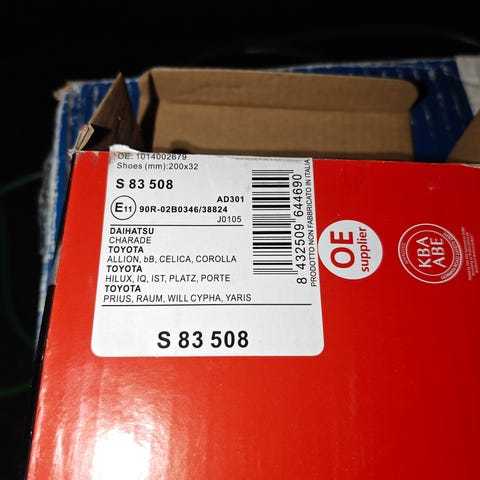 OE: 1014002679
Shoes (mm):200x32
S 83 508
AD301
E11 90R-02B0346/38824
J0105
DAIHATSU
CHARADE
TOYOTA
ALLION, bB, CELICA, COROLLA
TOYOTA
HILUX, IQ, IST, PLATZ, PORTE
TOYOTA
PRIUS, RAUM, WILL CYPHA, YARIS
S 83 508
8 432509 644690
PRODOTTO NON FABBRICATO IN ITALIA
OE
supplier
KBA
ABE